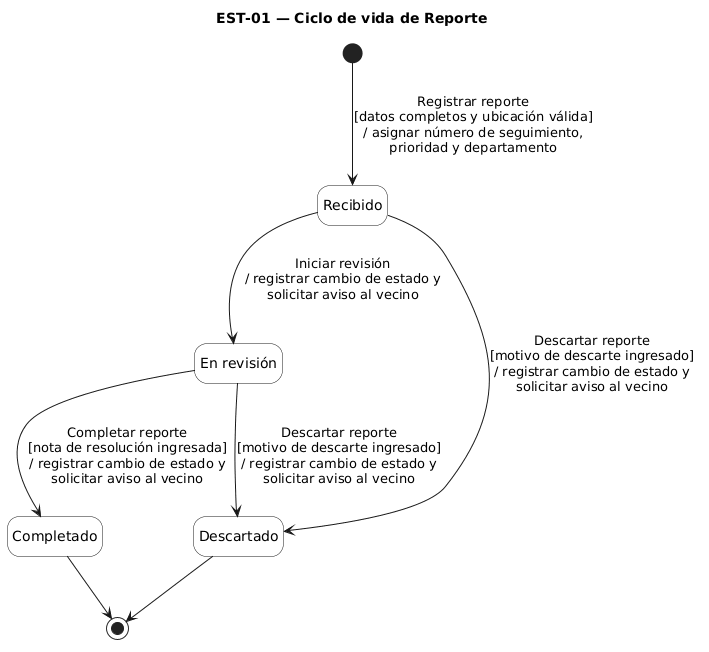 EST-01 — Ciclo de vida de Reporte
Registrar reporte
[datos completos y ubicación válida]
/ asignar número de seguimiento,
prioridad y departamento
Recibido
Iniciar revisión
/ registrar cambio de estado y
solicitar aviso al vecino
Descartar reporte
[motivo de descarte ingresado]
/ registrar cambio de estado y
solicitar aviso al vecino
En revisión
Completar reporte
[nota de resolución ingresada]
/ registrar cambio de estado y
solicitar aviso al vecino
Descartar reporte
[motivo de descarte ingresado]
/ registrar cambio de estado y
solicitar aviso al vecino
Completado
Descartado